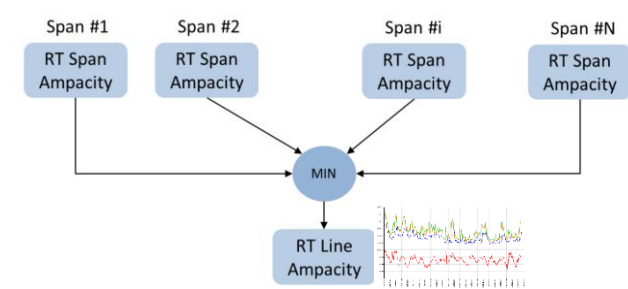 Span #1
Span #2
Span #i
Span #N
RT Span
Ampacity
RT Span
Ampacity
RT Span
Ampacity
RT Span
Ampacity
MIN
RT Line
Ampacity